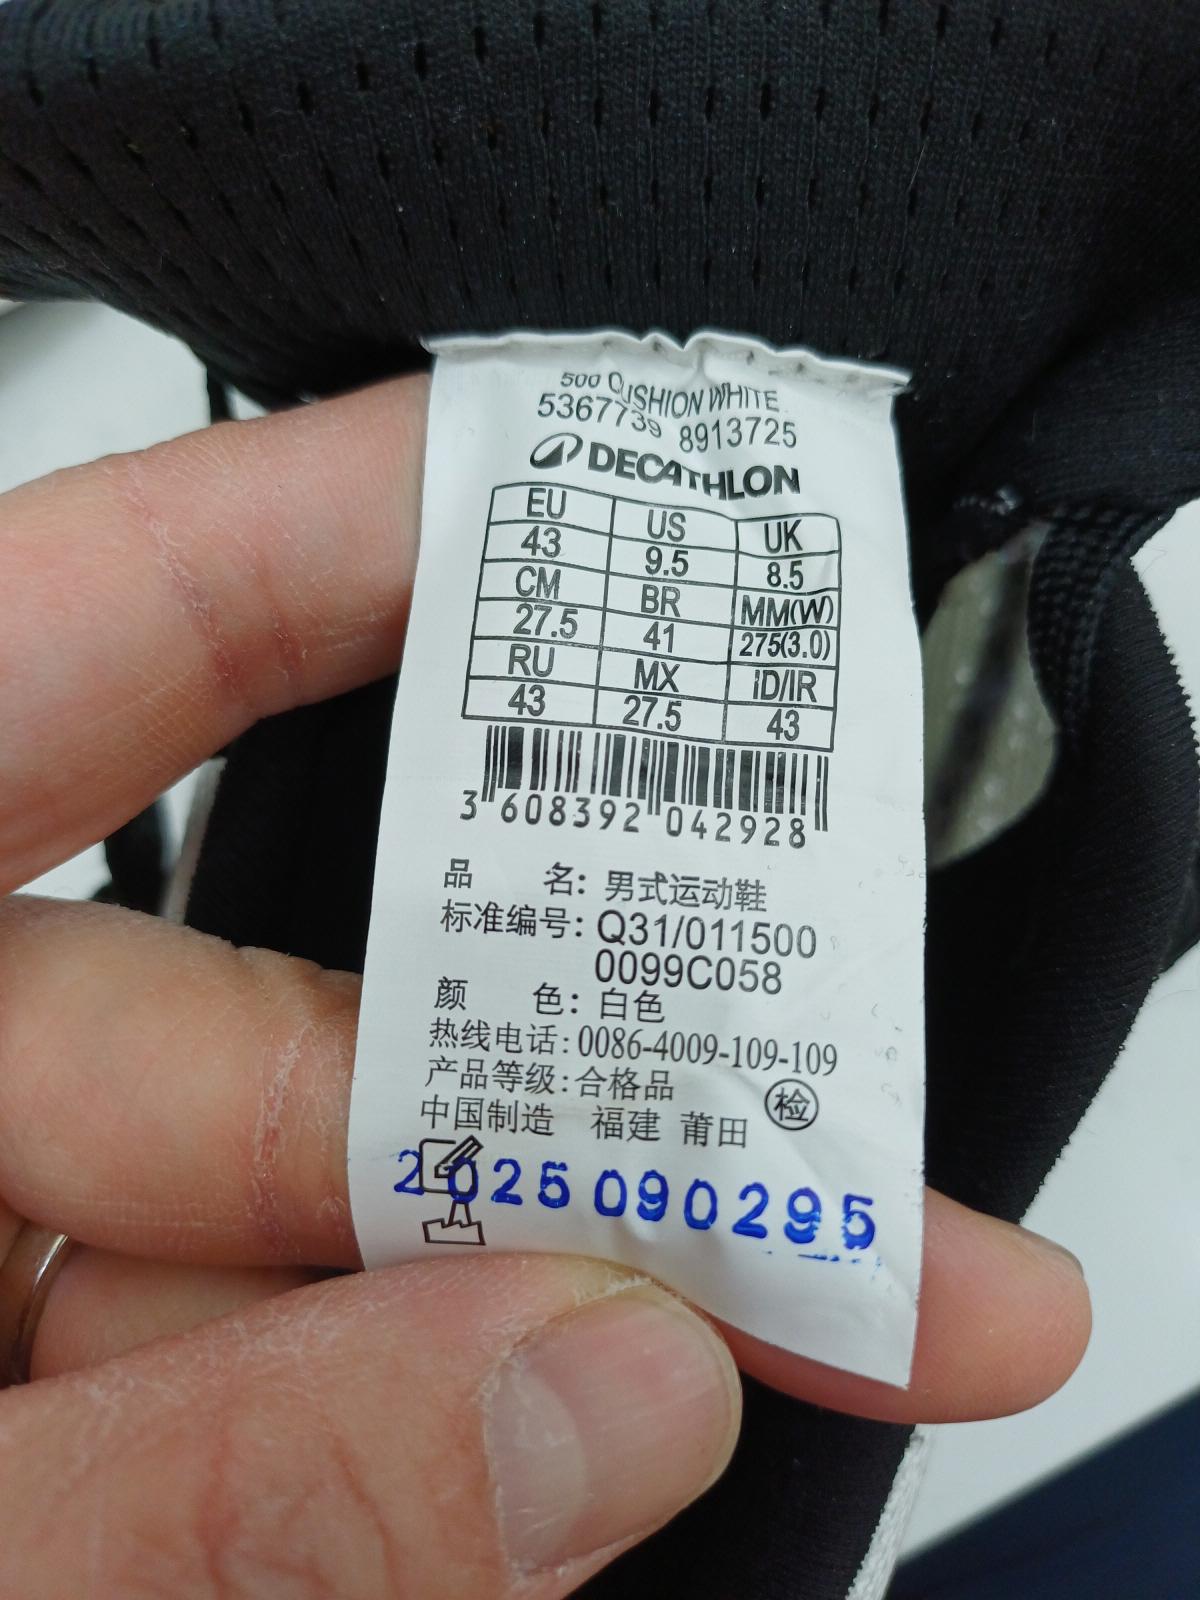 500 CUSHION WHITE
5367739 8913725
DECATHLON
EU US UK
43 9.5 8.5
CM BR MM(W)
27.5 41 275(3.0)
RU MX ID/IR
43 27.5 43
3 608392 042928
品 名: 男式运动鞋
标准编号: Q31/011500
0099C058
颜 色: 白色
热线电话:0086-4009-109-109
产品等级:合格品
检
中国制造 福建 莆田
2025090295